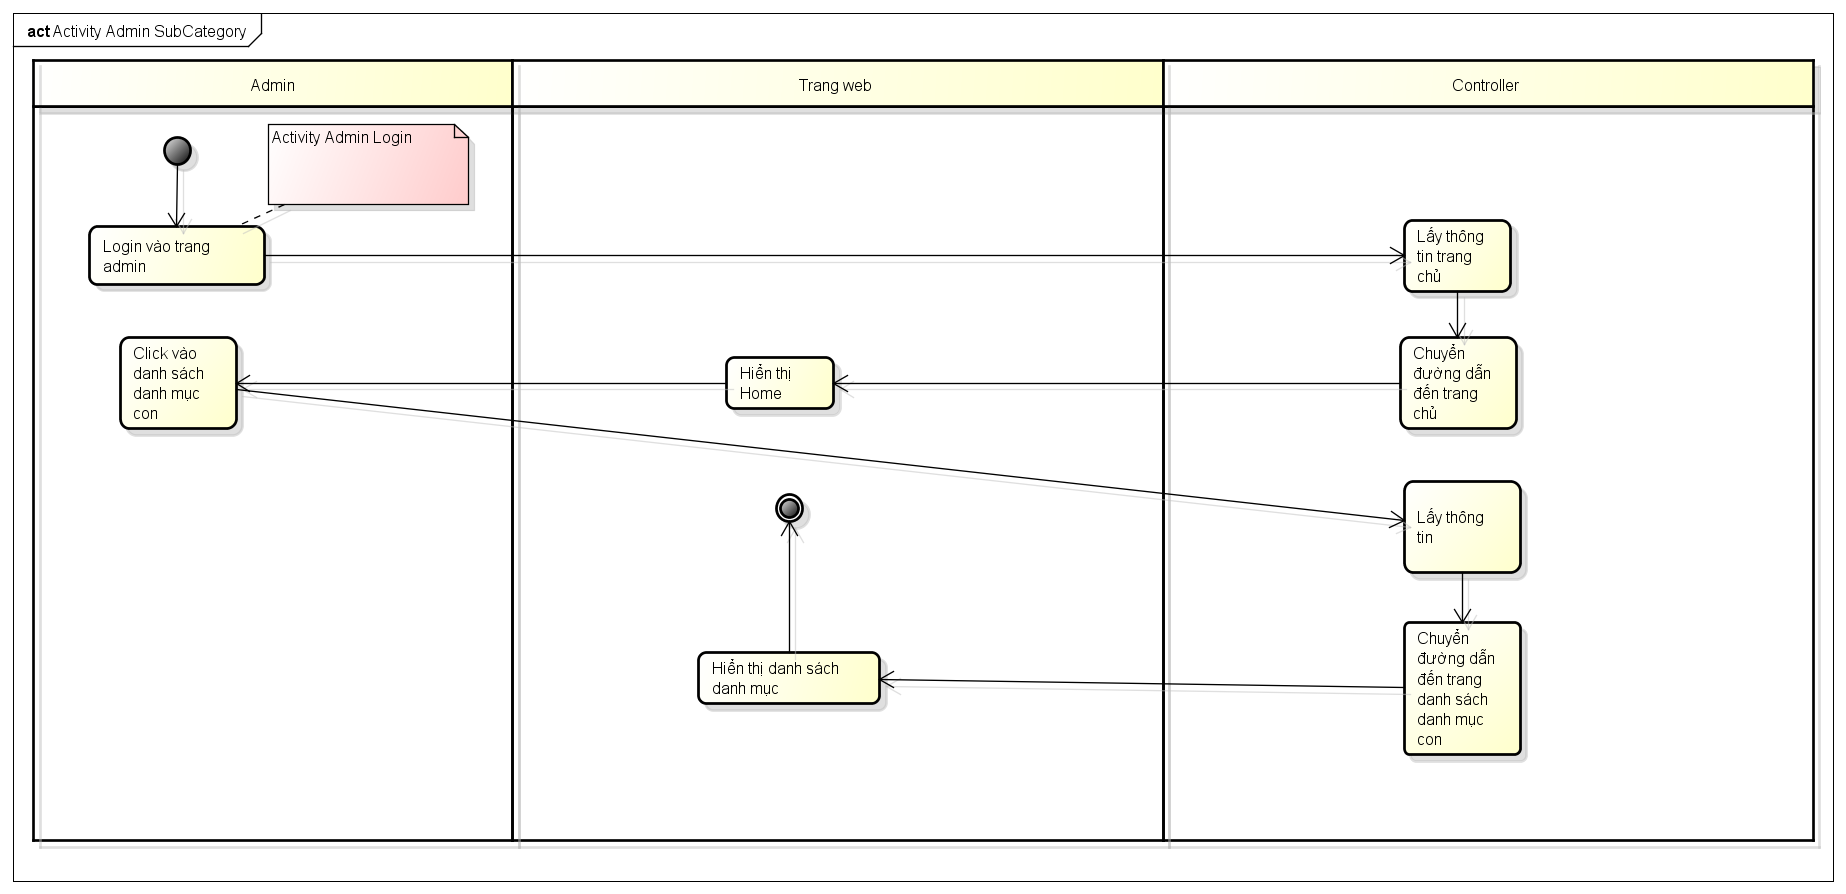 act Activity Admin SubCategory
Admin
Trang web
Controller
Activity Admin Login
Login vào trang
admin
Lấy thông
tin trang
chủ
Click vào
danh sách
danh mục
con
Hiển thị
Home
Chuyển
đường dẫn
đến trang
chủ
Lấy thông
tin
Hiển thị danh sách
danh mục
Chuyển
đường dẫn
đến trang
danh sách
danh mục
con